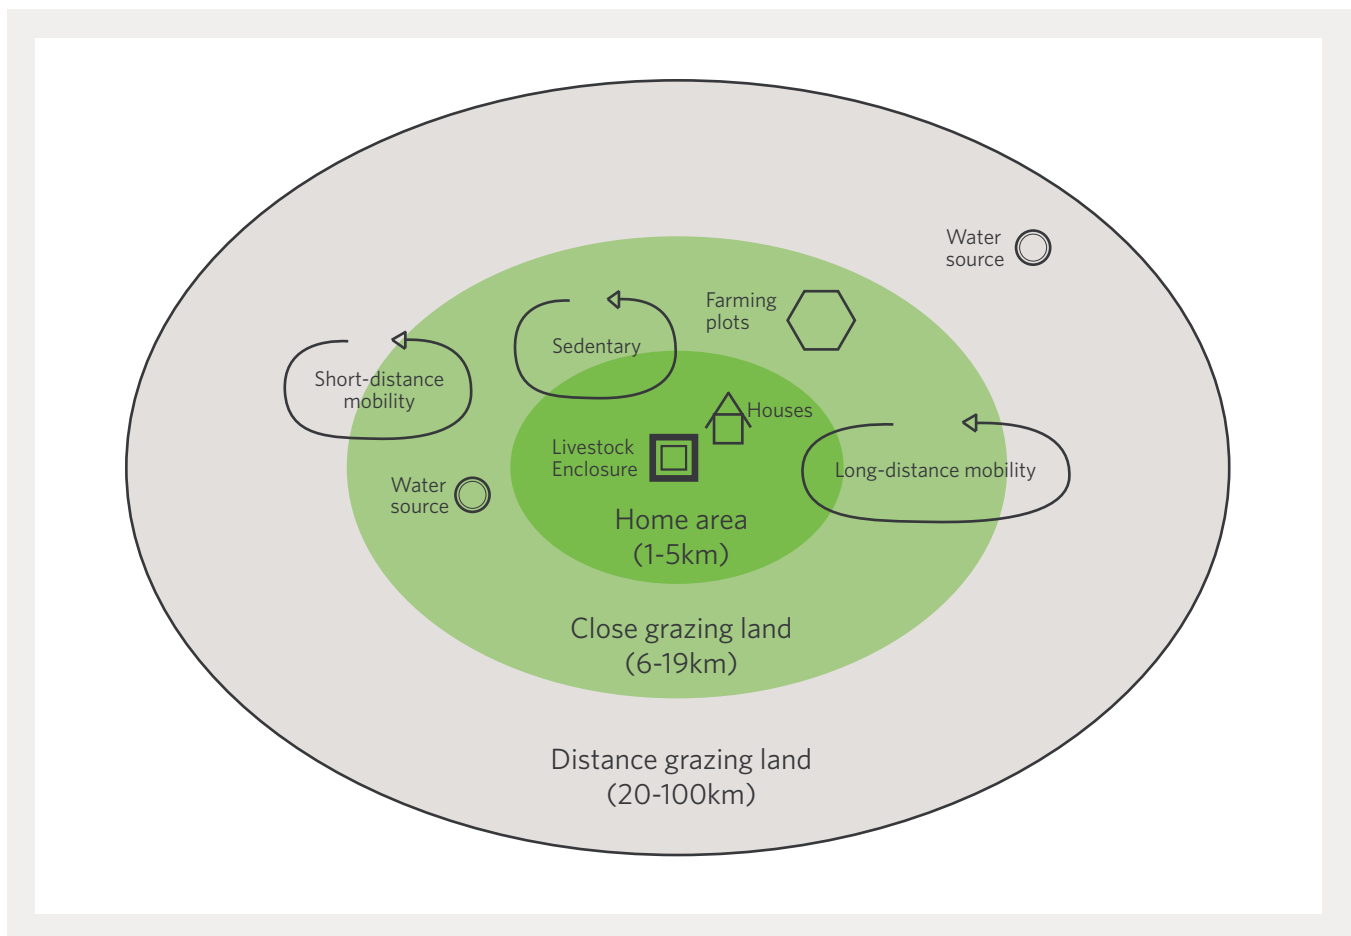 Water
source
Farming
plots
Sedentary
Short-distance
mobility
Houses
Livestock
Enclosure
Long-distance mobility
Water
source
Home area
(1-5km)
Close grazing land
(6-19km)
Distance grazing land
(20-100km)